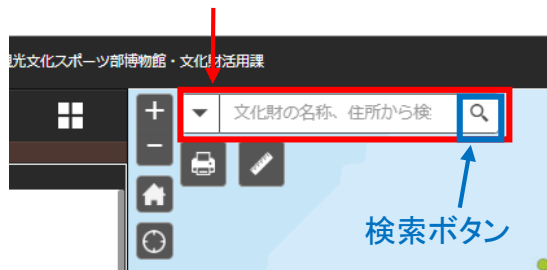 光文化スポーツ部博物館・文化財活用課
文化財の名称、住所から検
検索ボタン